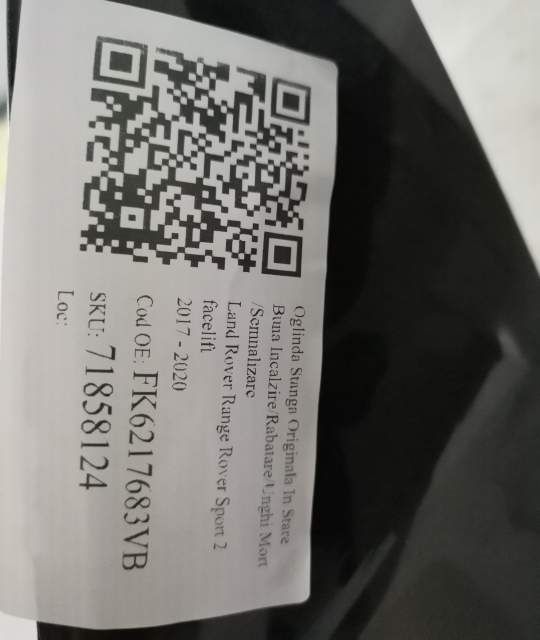 Oglinda Stanga Originala In Stare
Buna Incalzire/Rabatare/Unghi Mort
/Semnalizare
Land Rover Range Rover Sport 2
facelift
2017 - 2020
Cod OE: FK6217683VB
SKU: 71858124
Loc: